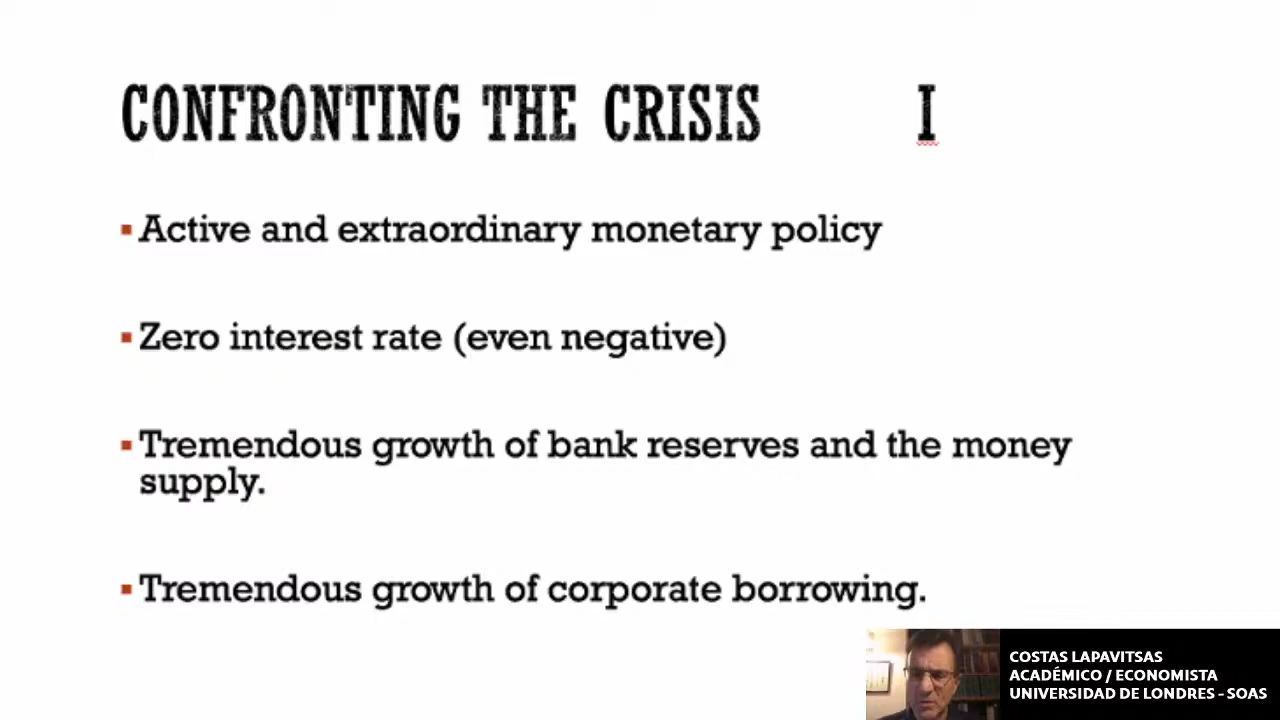 CONFRONTING THE CRISIS I
Active and extraordinary monetary policy
Zero interest rate (even negative)
Tremendous growth of bank reserves and the money
supply.
Tremendous growth of corporate borrowing.
COSTAS LAPAVITSAS
ACADÉMICO / ECONOMISTA
UNIVERSIDAD DE LONDRES - SOAS